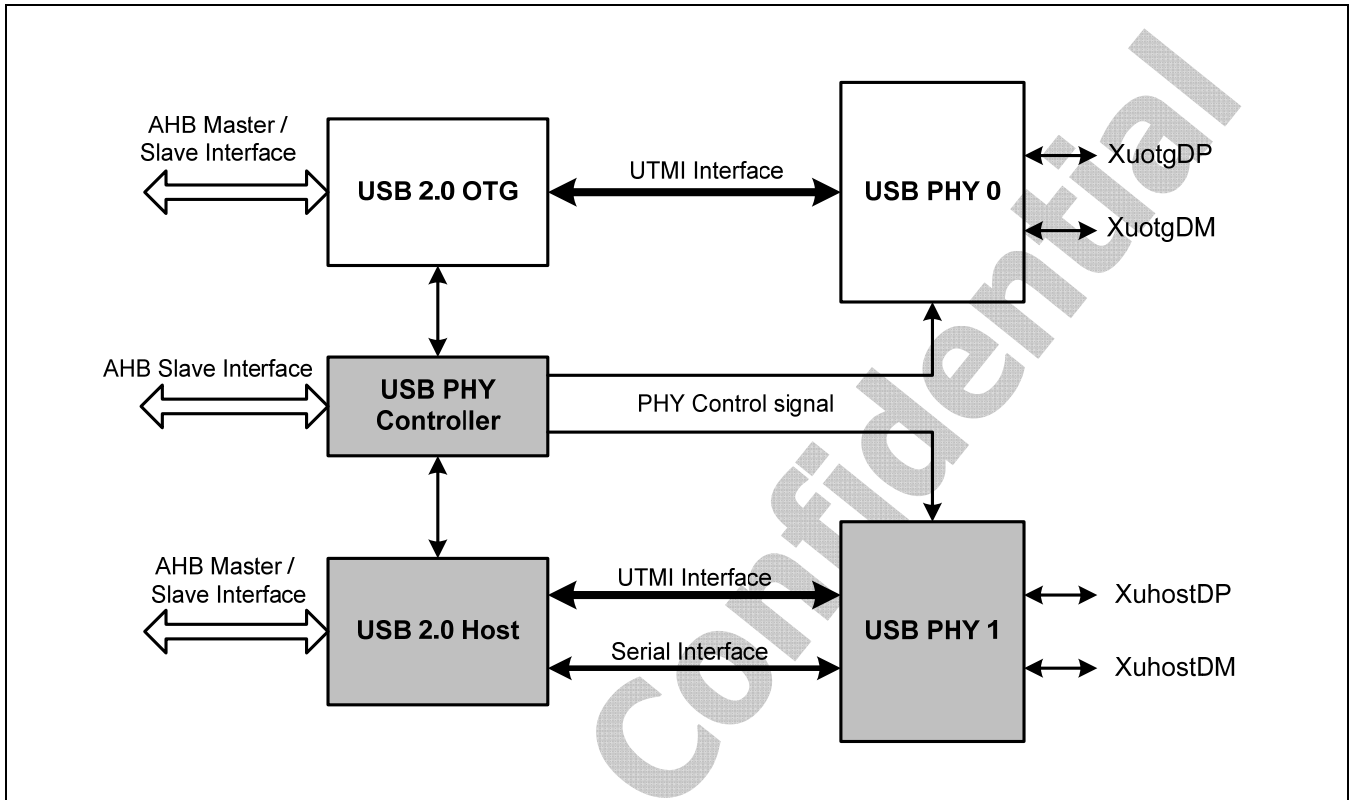 AHB Master /
Slave Interface
USB 2.0 OTG
UTMI Interface
USB PHY 0
XuotgDP
XuotgDM
AHB Slave Interface
USB PHY
Controller
PHY Control signal
AHB Master /
Slave Interface
USB 2.0 Host
UTMI Interface
Serial Interface
USB PHY 1
XuhostDP
XuhostDM
Confidential